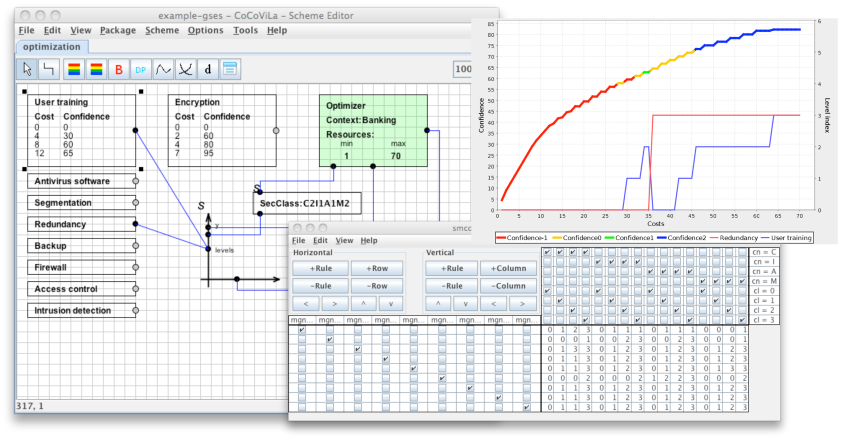 example-gses – CoCoViLa – Scheme Editor
File Edit View Package Scheme Options Tools Help
optimization
B DP d 100
User training
Cost Confidence
0 0
4 30
8 60
12 65
Encryption
Cost Confidence
0 0
2 60
4 80
7 95
Optimizer
Context:Banking
Resources:
min max
1 70
Antivirus software
Segmentation
Redundancy
Backup
Firewall
Access control
Intrusion detection
S
S
y
levels
SecClass:C2I1A1M2
317, 1
85
80
75
70
65
60
55
50
45
40
35
30
25
20
15
10
5
0
Confidence
6
5
4
3
2
1
0
Level index
0 5 10 15 20 25 30 35 40 45 50 55 60 65 70
Costs
Confidence-1 Confidence0 Confidence1 Confidence2 Redundancy User training
smcc
File Edit View Help
Horizontal
+Rule +Row
-Rule -Row
< > ^ v
Vertical
+Rule +Column
-Rule -Column
^ v < >
mgn... mgn... mgn... mgn... mgn... mgn... mgn... mgn... mgn...
cn = C
cn = I
cn = A
cn = M
cl = 0
cl = 1
cl = 2
cl = 3
0 1 2 3 0 1 1 1 0 1 1 1 0 0 0 1
0 0 0 1 0 0 2 3 0 0 2 3 0 0 0 1
0 1 3 3 0 1 2 3 0 1 2 3 0 1 2 3
0 1 1 3 0 1 2 3 0 1 2 3 0 1 2 3
0 1 1 3 0 1 2 3 0 1 2 3 0 1 2 3
0 0 0 2 0 0 0 2 1 2 2 3 0 0 0 2
0 1 1 3 0 1 2 3 0 1 2 3 0 1 2 3
0 1 1 3 0 1 2 3 0 1 2 3 0 1 2 3
0 1 1 3 0 1 2 3 0 1 2 3 0 1 2 3